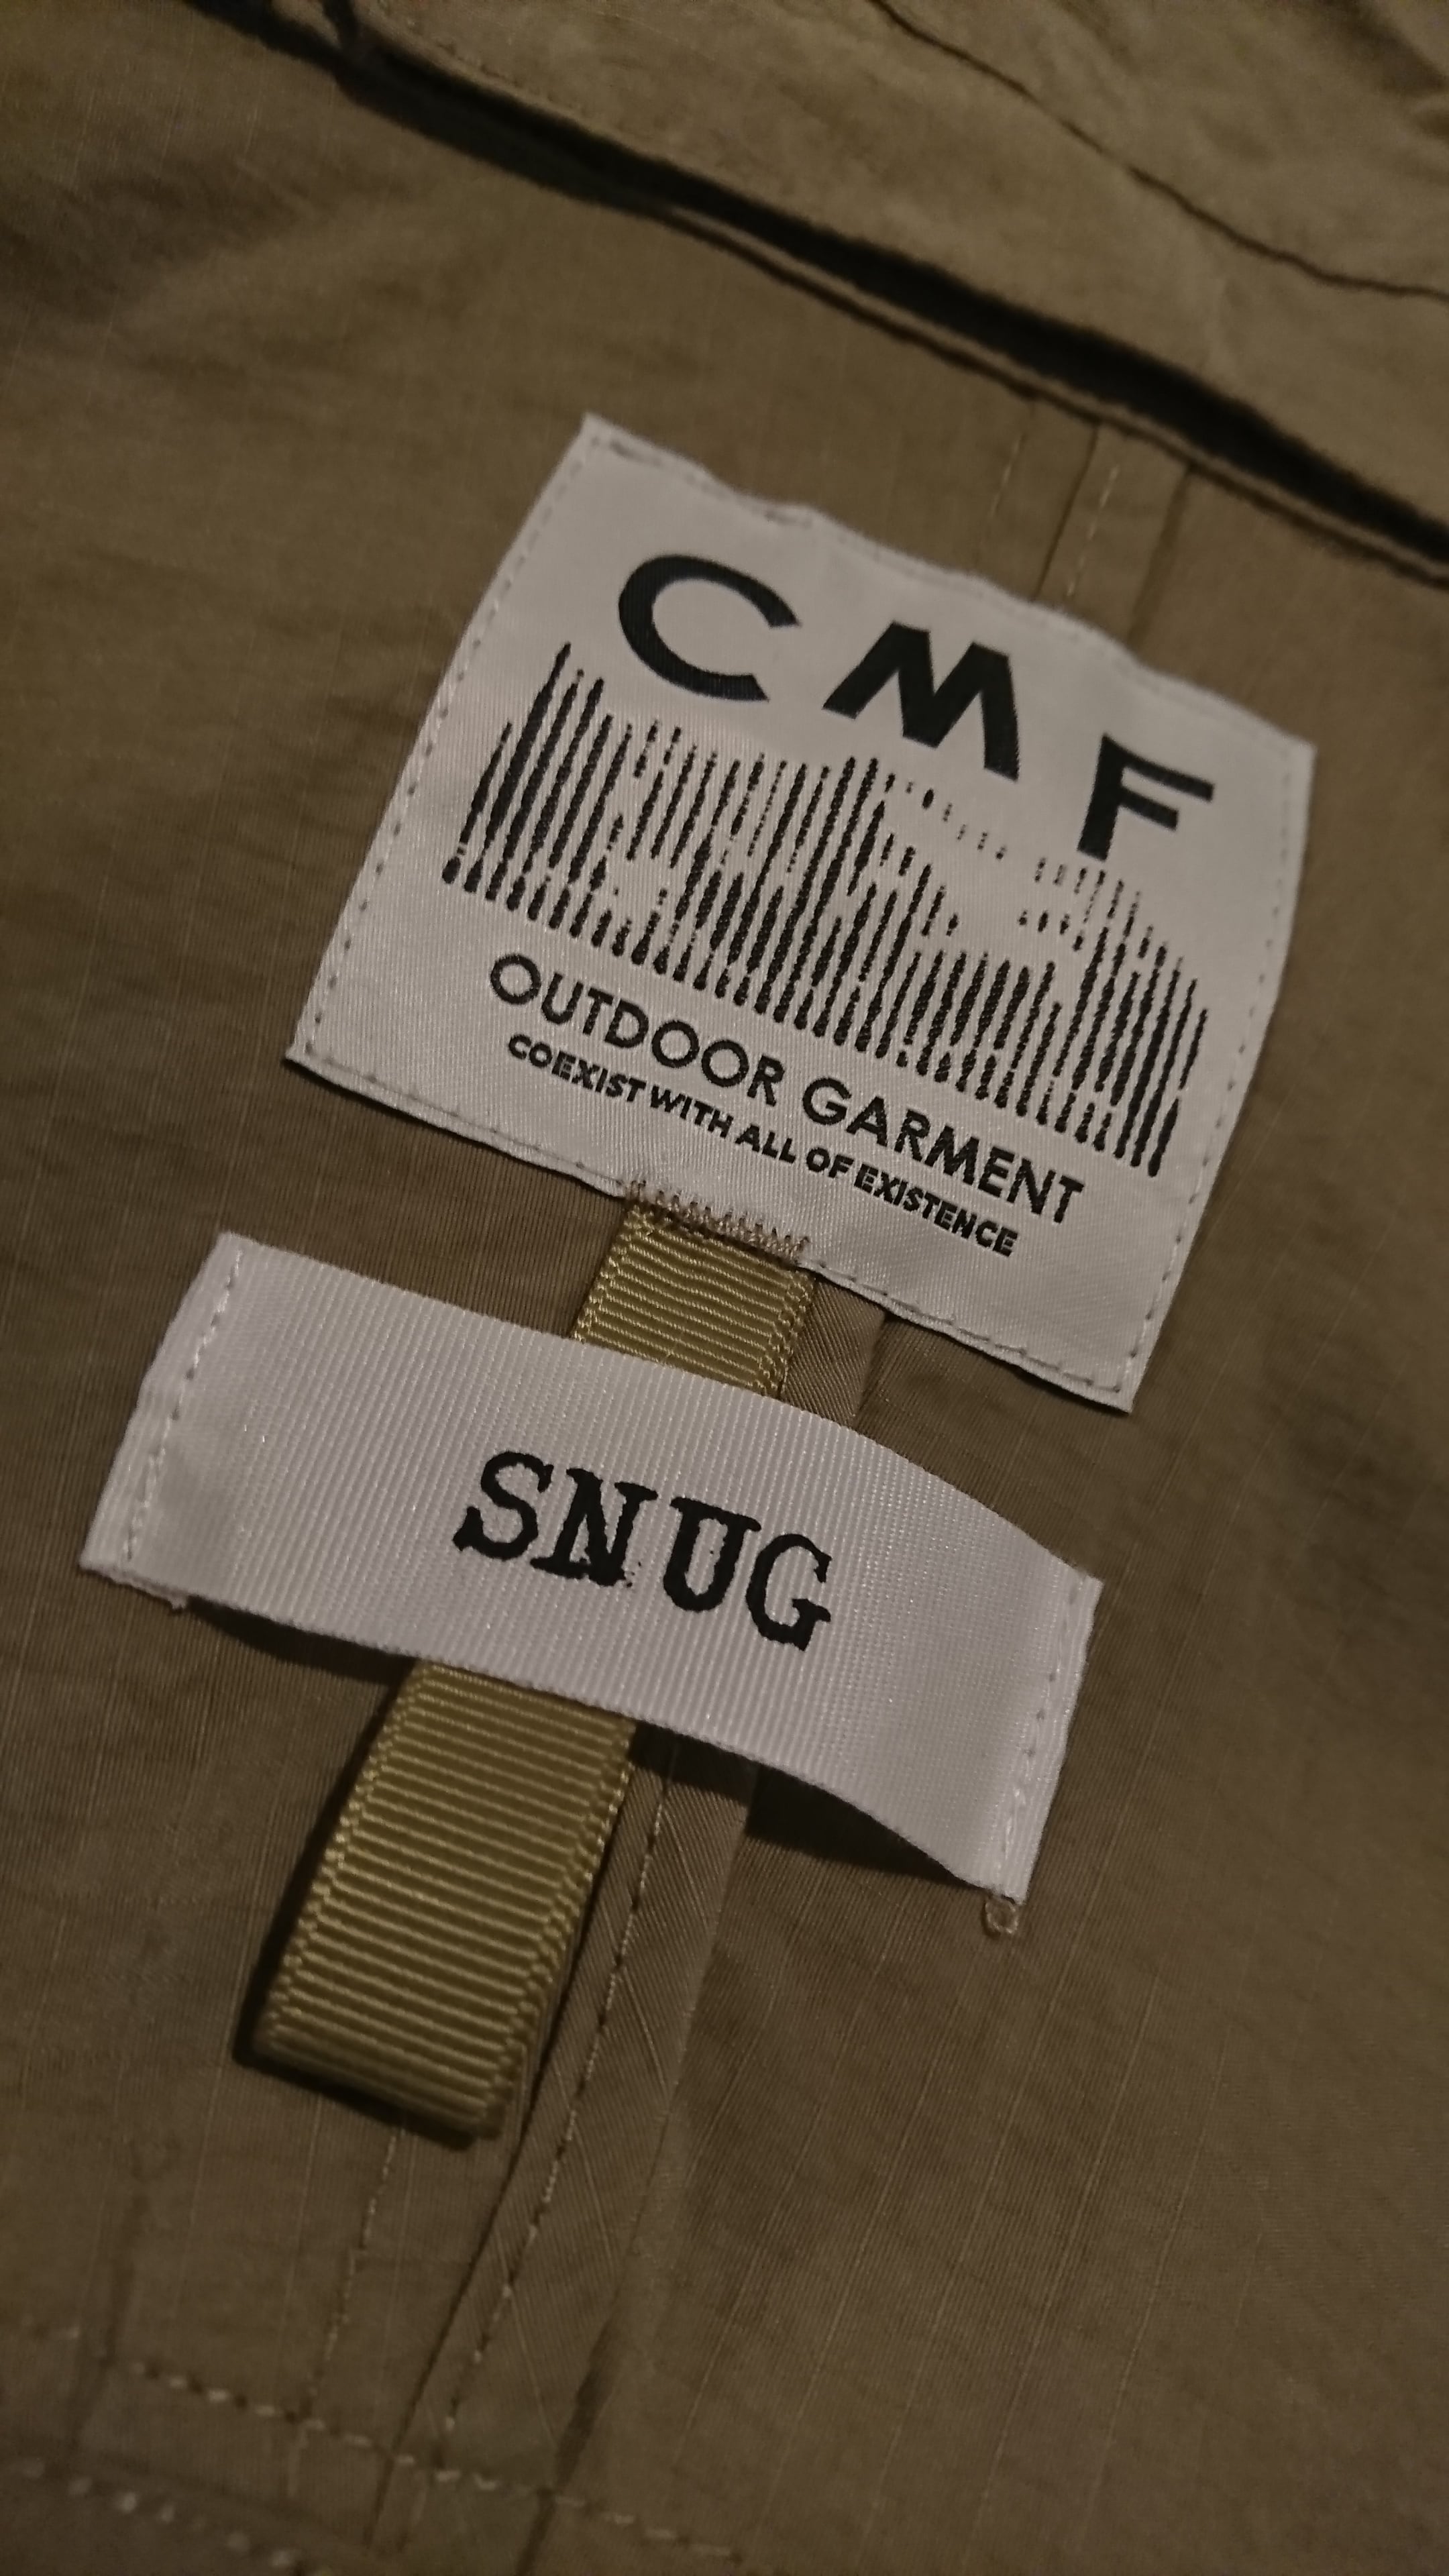 CMF
OUTDOOR GARMENT
COEXIST WITH ALL OF EXISTENCE
SNUG